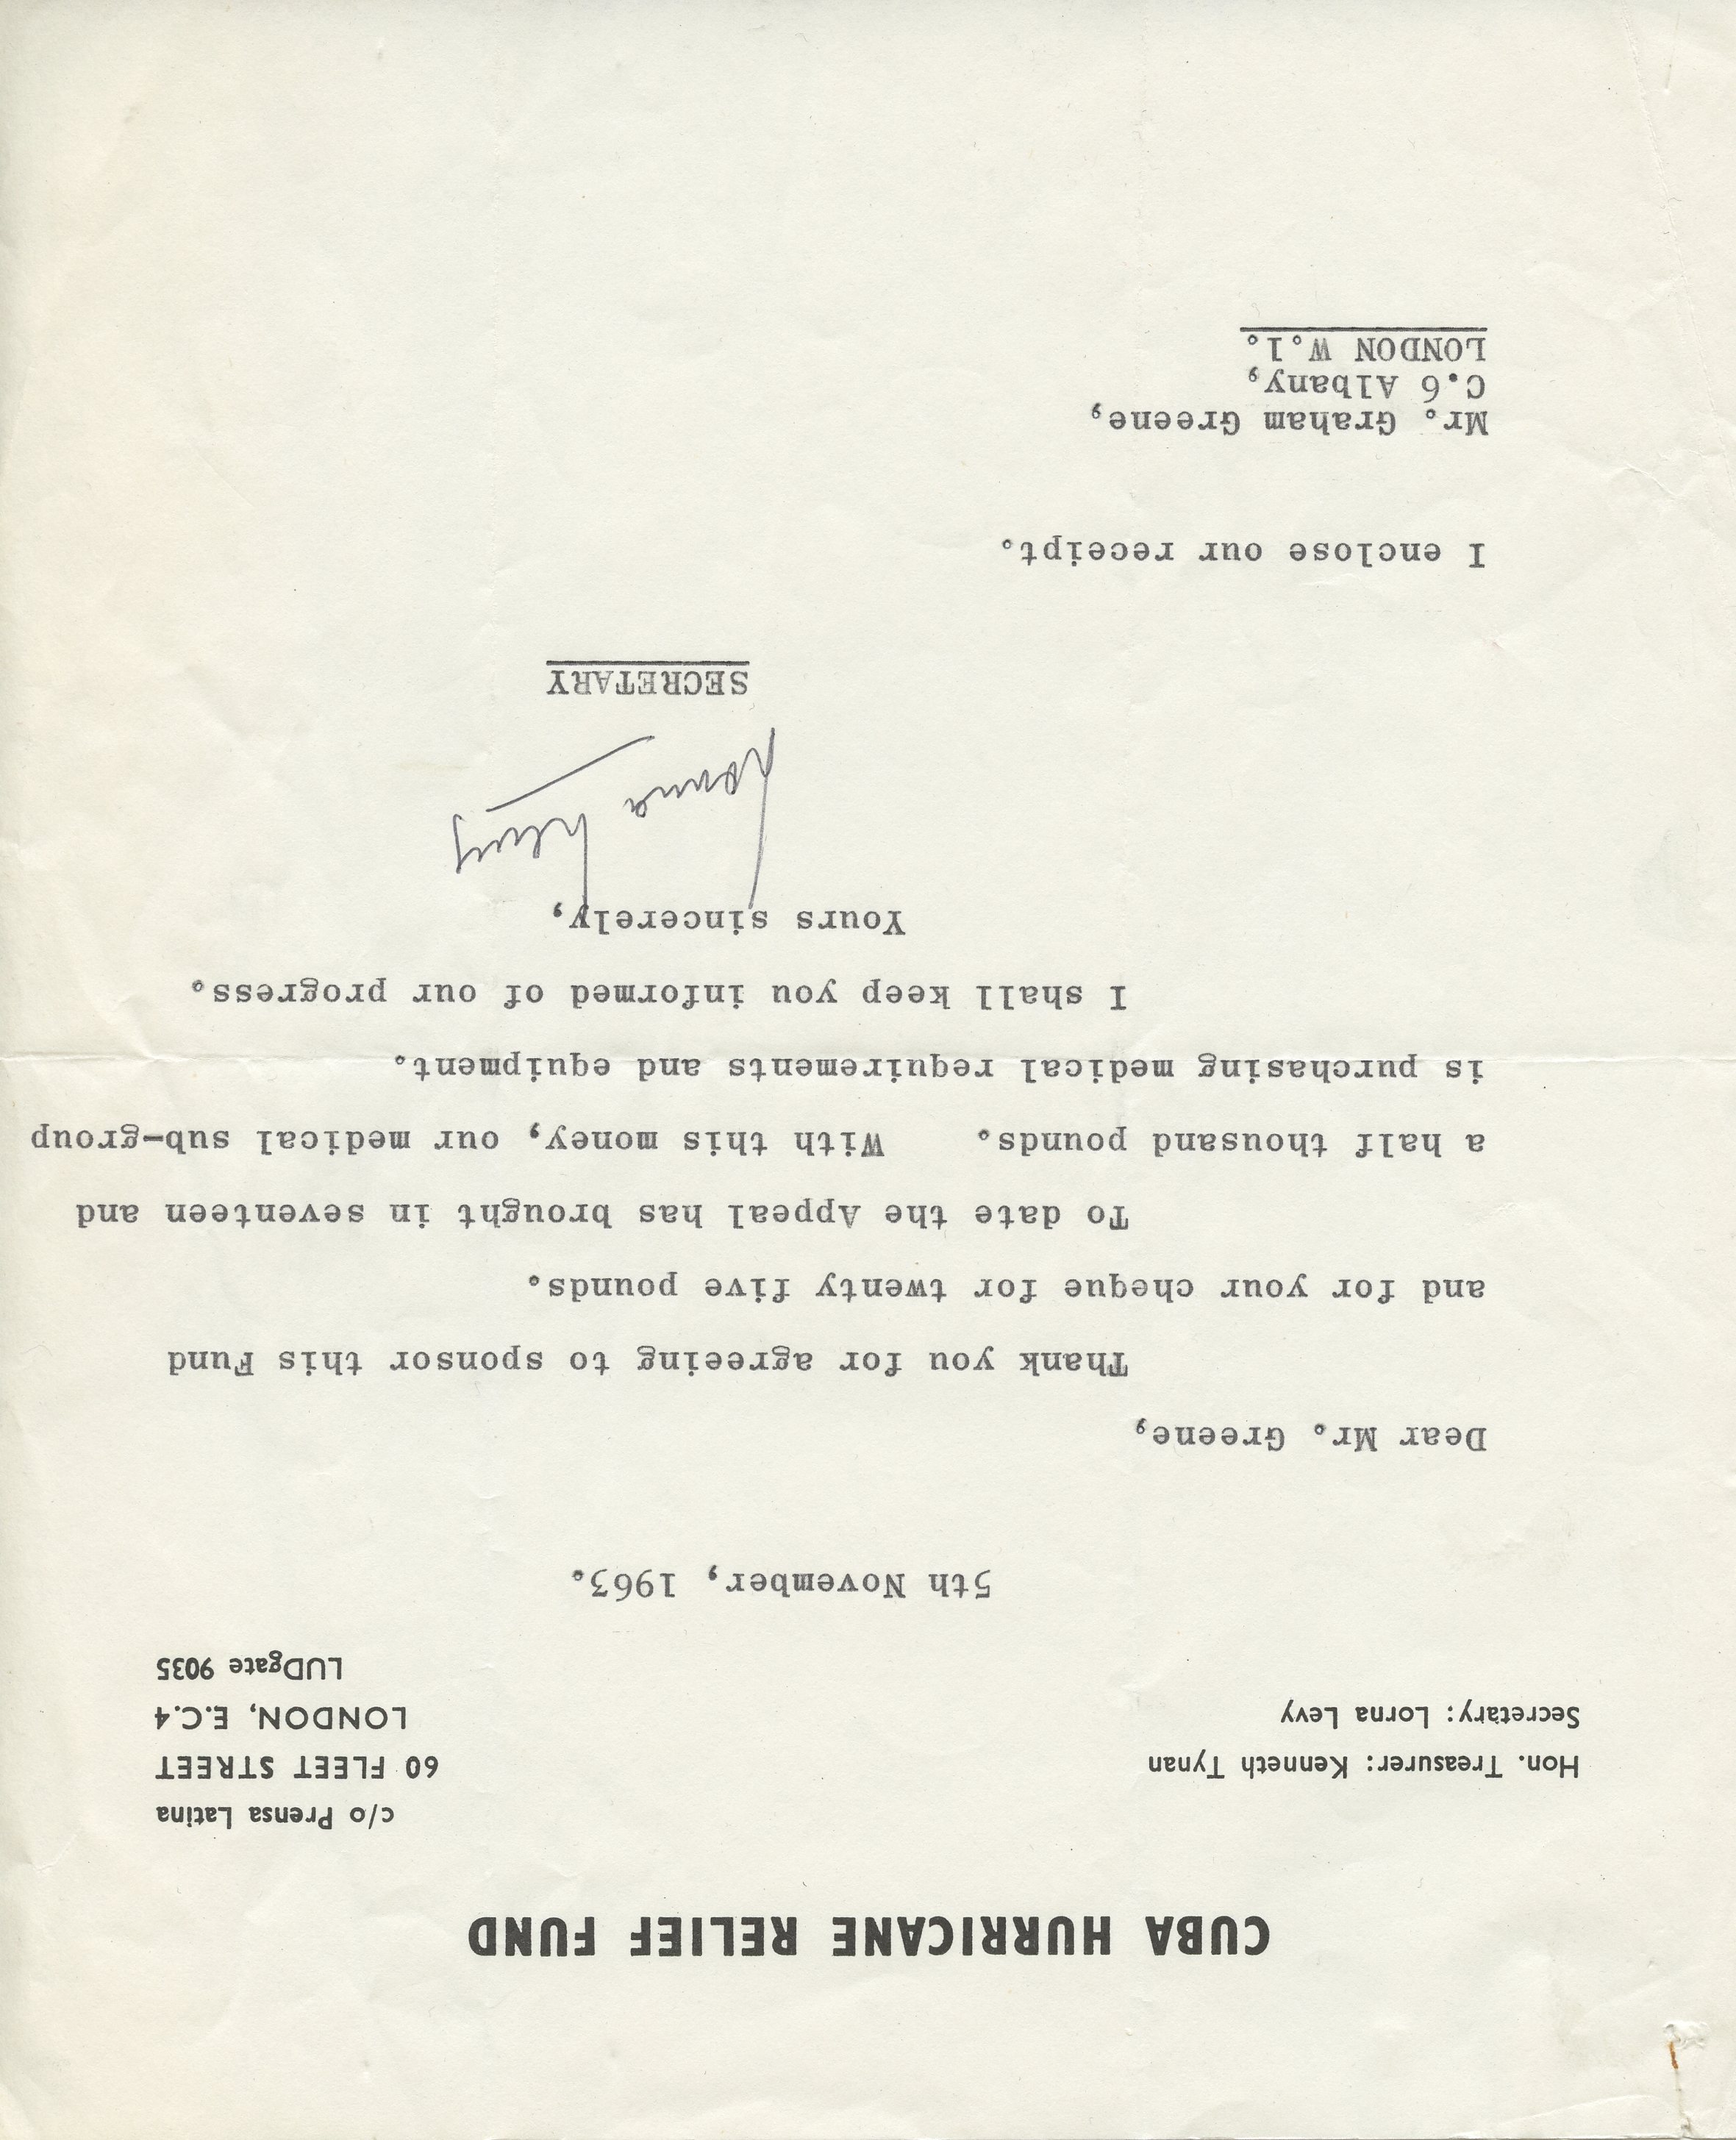 CUBA HURRICANE RELIEF FUND
c/o Prensa Latina
Hon. Treasurer: Kenneth Tynan
60 FLEET STREET
Secretary: Lorna Levy
LONDON, E.C.4
LUDgate 9035
5th November, 1963.
Dear Mr. Greene,
Thank you for agreeing to sponsor this Fund
and for your cheque for twenty five pounds.
To date the Appeal has brought in seventeen and
a half thousand pounds. With this money, our medical sub-group
is purchasing medical requirements and equipment.
I shall keep you informed of our progress.
Yours sincerely,
Lorna Levy
SECRETARY
I enclose our receipt.
Mr. Graham Greene,
C.6 Albany,
LONDON W.1.